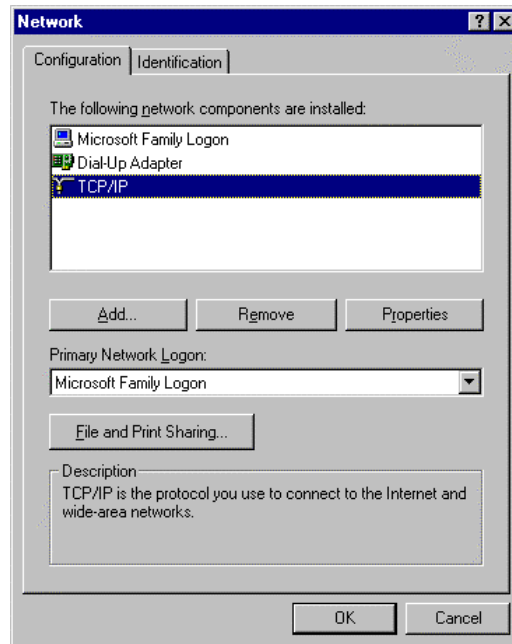 Network
Configuration Identification
The following network components are installed:
Microsoft Family Logon
Dial-Up Adapter
TCP/IP
Add... Remove Properties
Primary Network Logon:
Microsoft Family Logon
File and Print Sharing...
Description
TCP/IP is the protocol you use to connect to the Internet and
wide-area networks.
OK Cancel